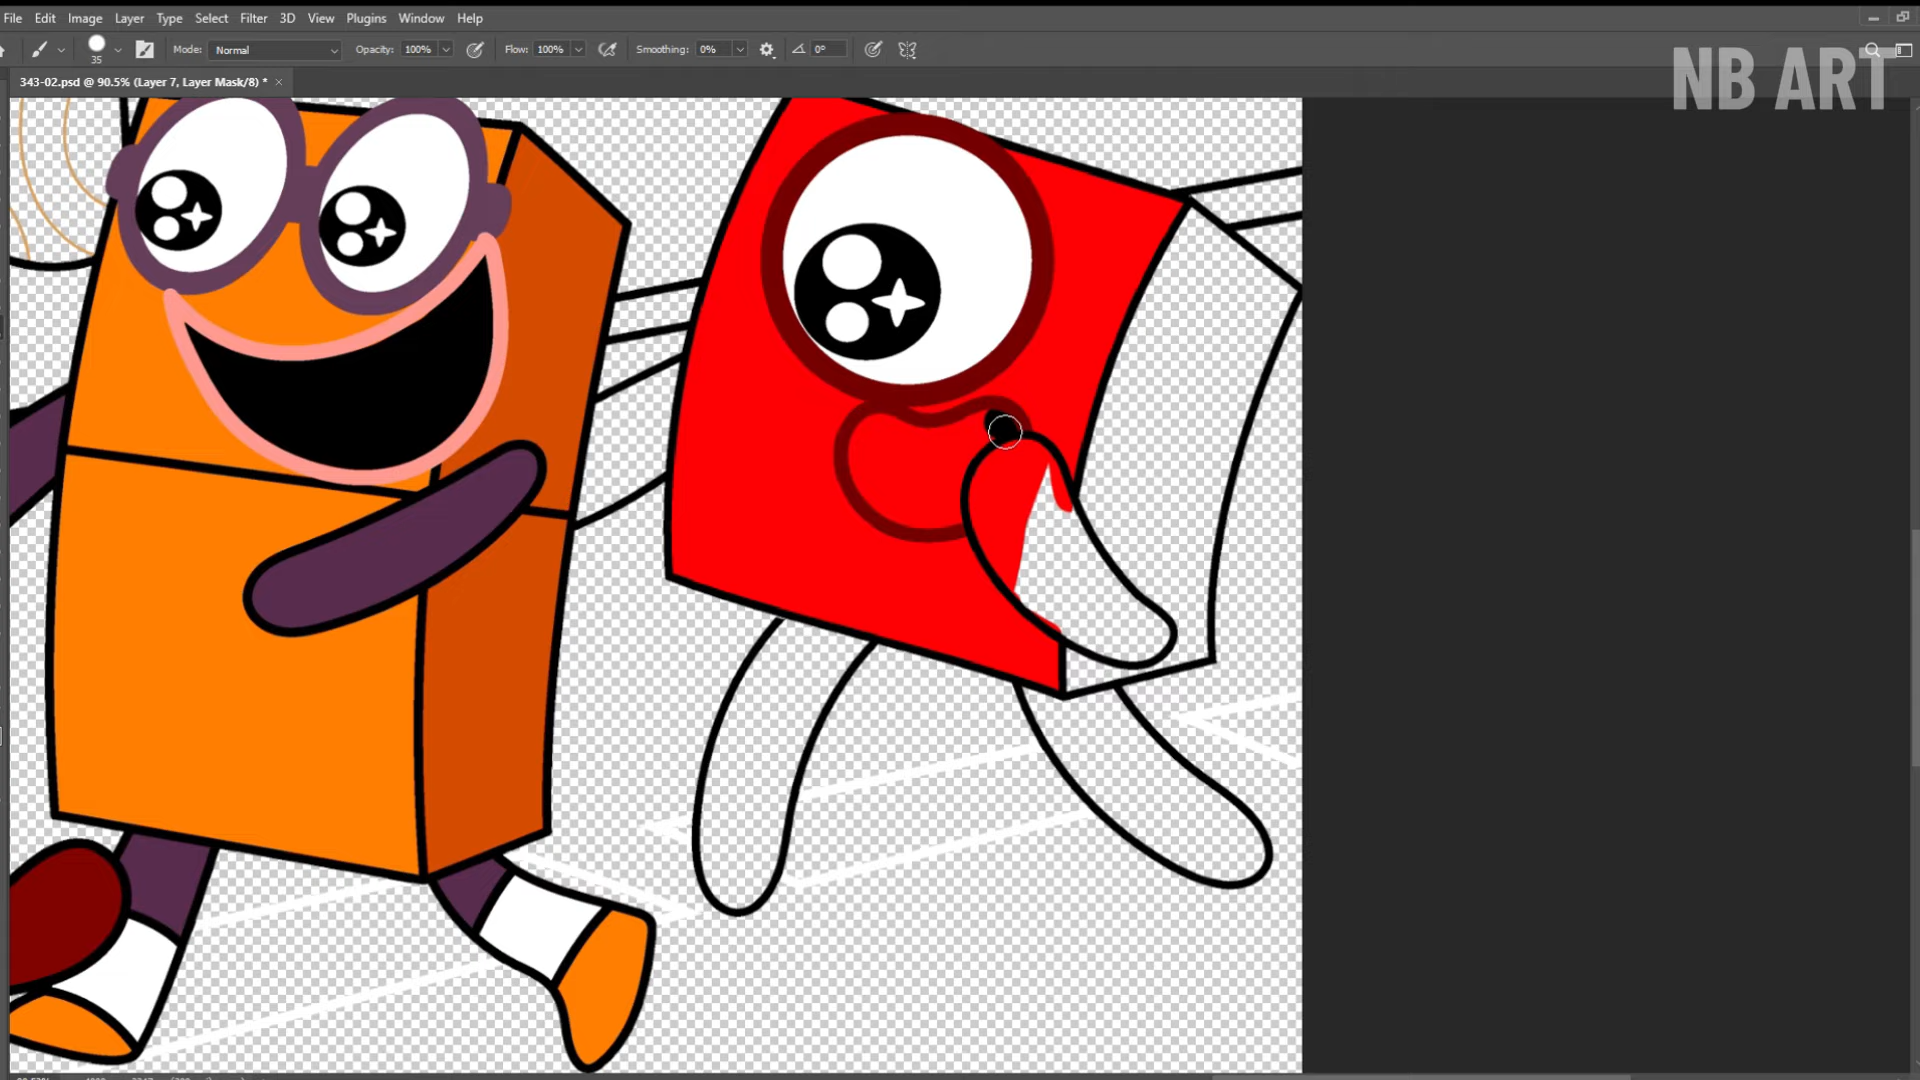 File Edit Image Layer Type Select Filter 3D View Plugins Window Help
35 Mode: Normal Opacity: 100% Flow: 100% Smoothing: 0% 0°
343-02.psd @ 90.5% (Layer 7, Layer Mask/8) * ×
NB ART